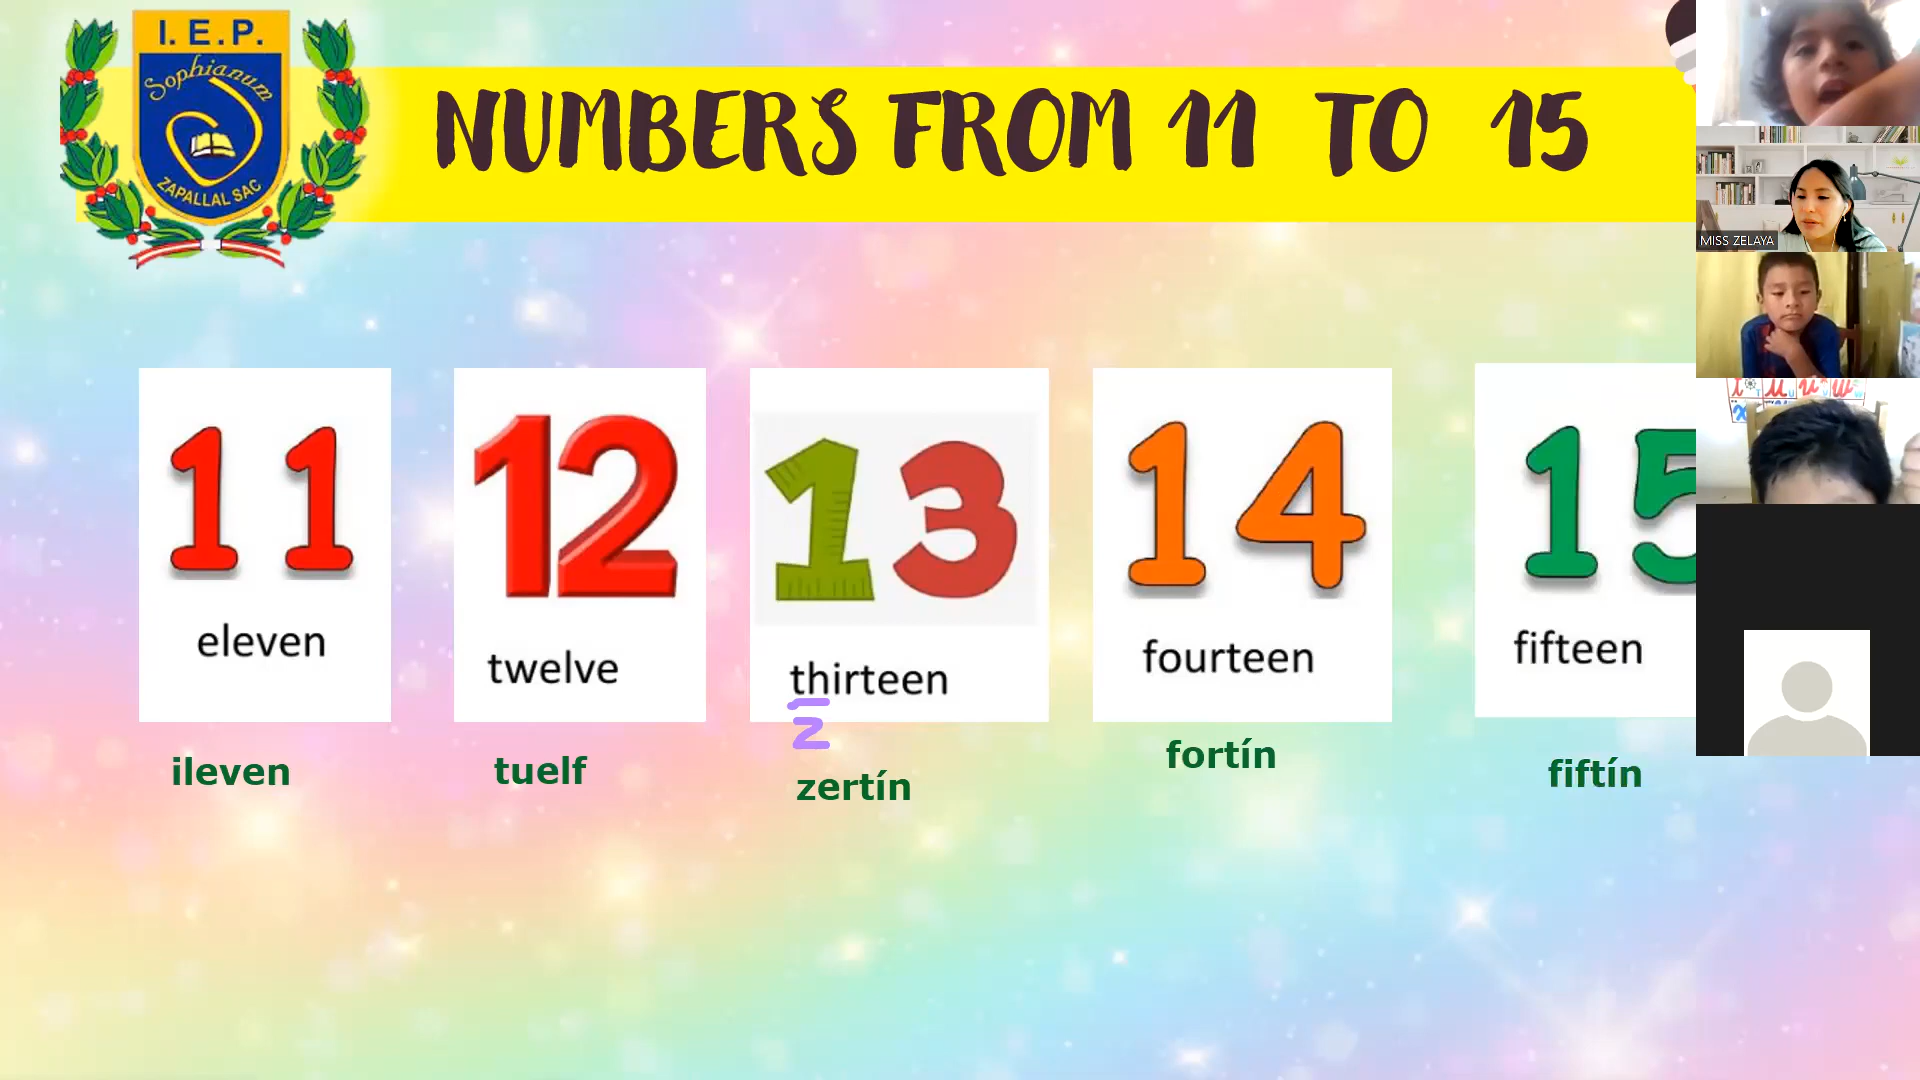 I. E. P.
Sophianum
ZAPALLAL SAC
NUMBERS FROM 11 TO 15
MISS ZELAYA
11
12
13
14
15
eleven
twelve
thirteen
fourteen
fifteen
z
ileven
tuelf
zertín
fortín
fiftín